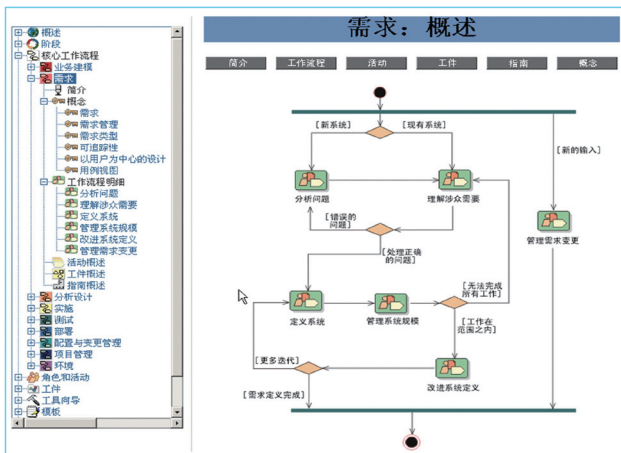 概述
阶段
核心工作流程
业务建模
需求
简介
概念
需求
需求管理
需求类型
可追踪性
以用户为中心的设计
用例视图
工作流程明细
分析问题
理解涉众需要
定义系统
管理系统规模
改进系统定义
管理需求变更
活动概述
工件概述
指南概述
分析设计
实施
测试
部署
配置与变更管理
项目管理
环境
角色和活动
工件
工具向导
模板
需求：概述
简介 工作流程 活动 工件 指南 概念
[新系统] [现有系统]
[新的输入]
分析问题 理解涉众需要
[错误的
问题]
管理需求变更
[处理正确
的问题]
[无法完成
所有工作]
定义系统 管理系统规模
[工作在
范围之内]
[更多迭代]
改进系统定义
[需求定义完成]